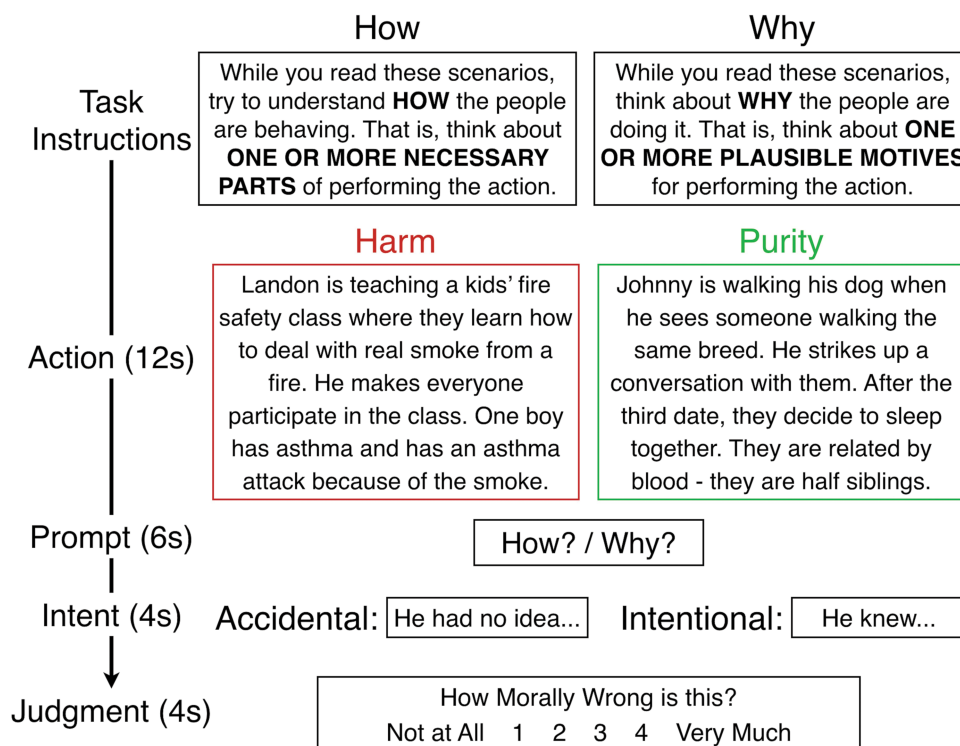 How
Why
Task
Instructions
While you read these scenarios,
try to understand HOW the people
are behaving. That is, think about
ONE OR MORE NECESSARY
PARTS of performing the action.
While you read these scenarios,
think about WHY the people are
doing it. That is, think about ONE
OR MORE PLAUSIBLE MOTIVES
for performing the action.
Harm
Purity
Action (12s)
Landon is teaching a kids' fire
safety class where they learn how
to deal with real smoke from a
fire. He makes everyone
participate in the class. One boy
has asthma and has an asthma
attack because of the smoke.
Johnny is walking his dog when
he sees someone walking the
same breed. He strikes up a
conversation with them. After the
third date, they decide to sleep
together. They are related by
blood - they are half siblings.
Prompt (6s)
How? / Why?
Intent (4s)
Accidental: He had no idea...
Intentional: He knew...
Judgment (4s)
How Morally Wrong is this?
Not at All 1 2 3 4 Very Much